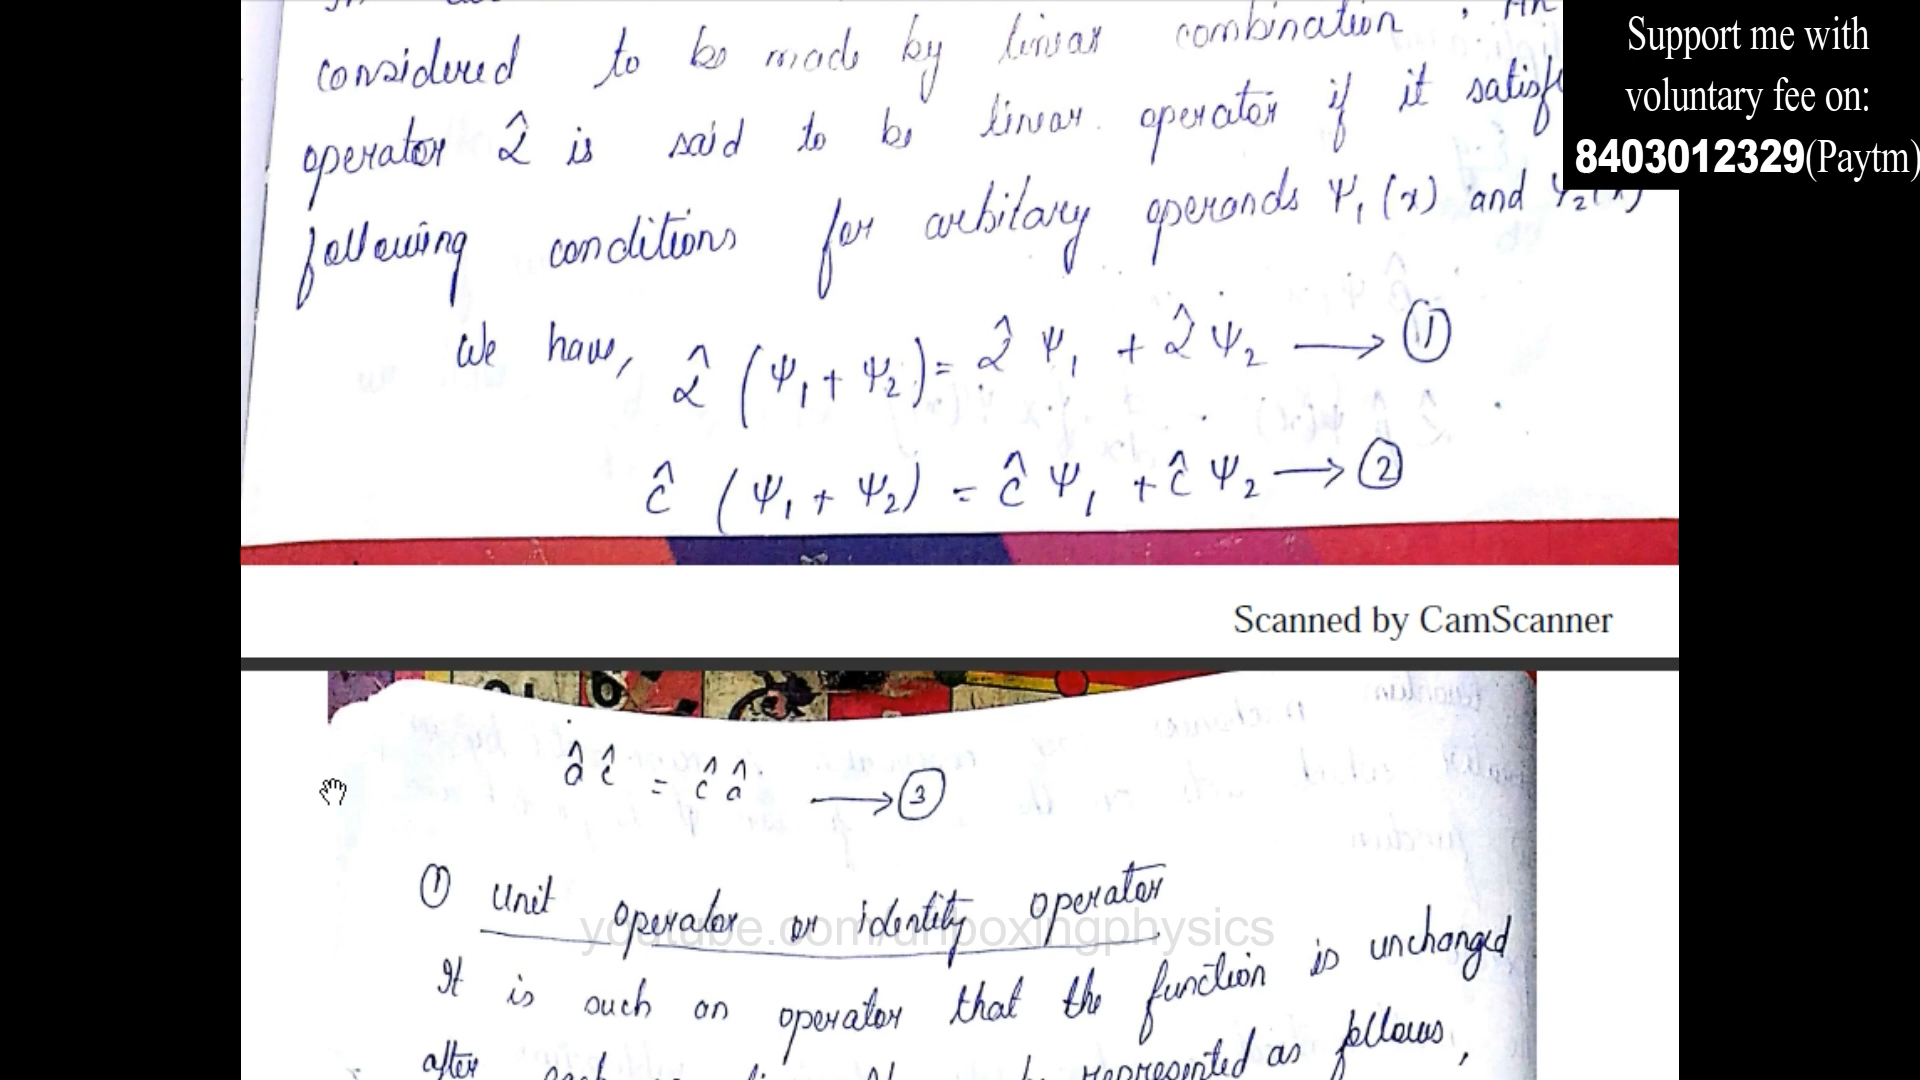 considered to be made by linear combination. An
operator α̂ is said to be linear operator if it satisf
following conditions for arbitary operands Ψ₁(x) and Ψ₂(x)
We have, α̂ (Ψ₁ + Ψ₂) = α̂ Ψ₁ + α̂ Ψ₂ → ①
ĉ (Ψ₁ + Ψ₂) = ĉ Ψ₁ + ĉ Ψ₂ → ②
Support me with
voluntary fee on:
8403012329(Paytm)
Scanned by CamScanner
â ĉ = ĉ â → ③
① Unit operator or identity operator
youtube.com/unboxingphysics
It is such an operator that the function is unchanged
after represented as follows,